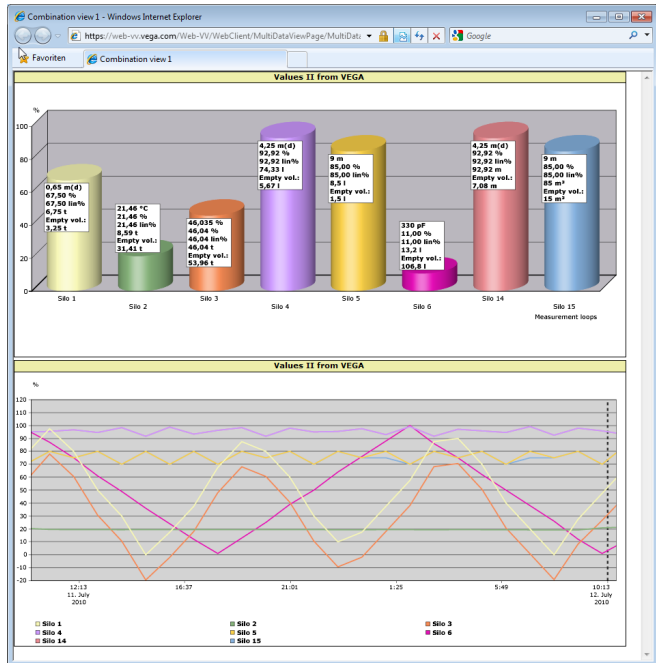 Combination view 1 - Windows Internet Explorer
https://web-vv.vega.com/Web-VV/WebClient/MultiDataViewPage/MultiData
Google
Favoriten
Combination view 1
Values II from VEGA
%
100
80
60
40
20
0
0,65 m(d)
67,50 %
67,50 lin%
6,75 t
Empty vol.:
3,25 t
21,46 °C
21,46 %
21,46 lin%
8,59 t
Empty vol.:
31,41 t
46,035 %
46,04 %
46,04 lin%
46,04 t
Empty vol.:
53,96 t
4,25 m(d)
92,92 %
92,92 lin%
74,33 l
Empty vol.:
5,67 l
9 m
85,00 %
85,00 lin%
8,5 l
Empty vol.:
1,5 l
330 pF
11,00 %
11,00 lin%
13,2 l
Empty vol.:
106,8 l
4,25 m(d)
92,92 %
92,92 lin%
92,92 m
Empty vol.:
7,08 m
9 m
85,00 %
85,00 lin%
85 m³
Empty vol.:
15 m³
Silo 1
Silo 2
Silo 3
Silo 4
Silo 5
Silo 6
Silo 14
Silo 15
Measurement loops
Values II from VEGA
%
120
110
100
90
80
70
60
50
40
30
20
10
0
-10
-20
12:13
11. July
2010
16:37
21:01
1:25
5:49
10:13
12. July
2010
Silo 1
Silo 2
Silo 3
Silo 4
Silo 5
Silo 6
Silo 14
Silo 15